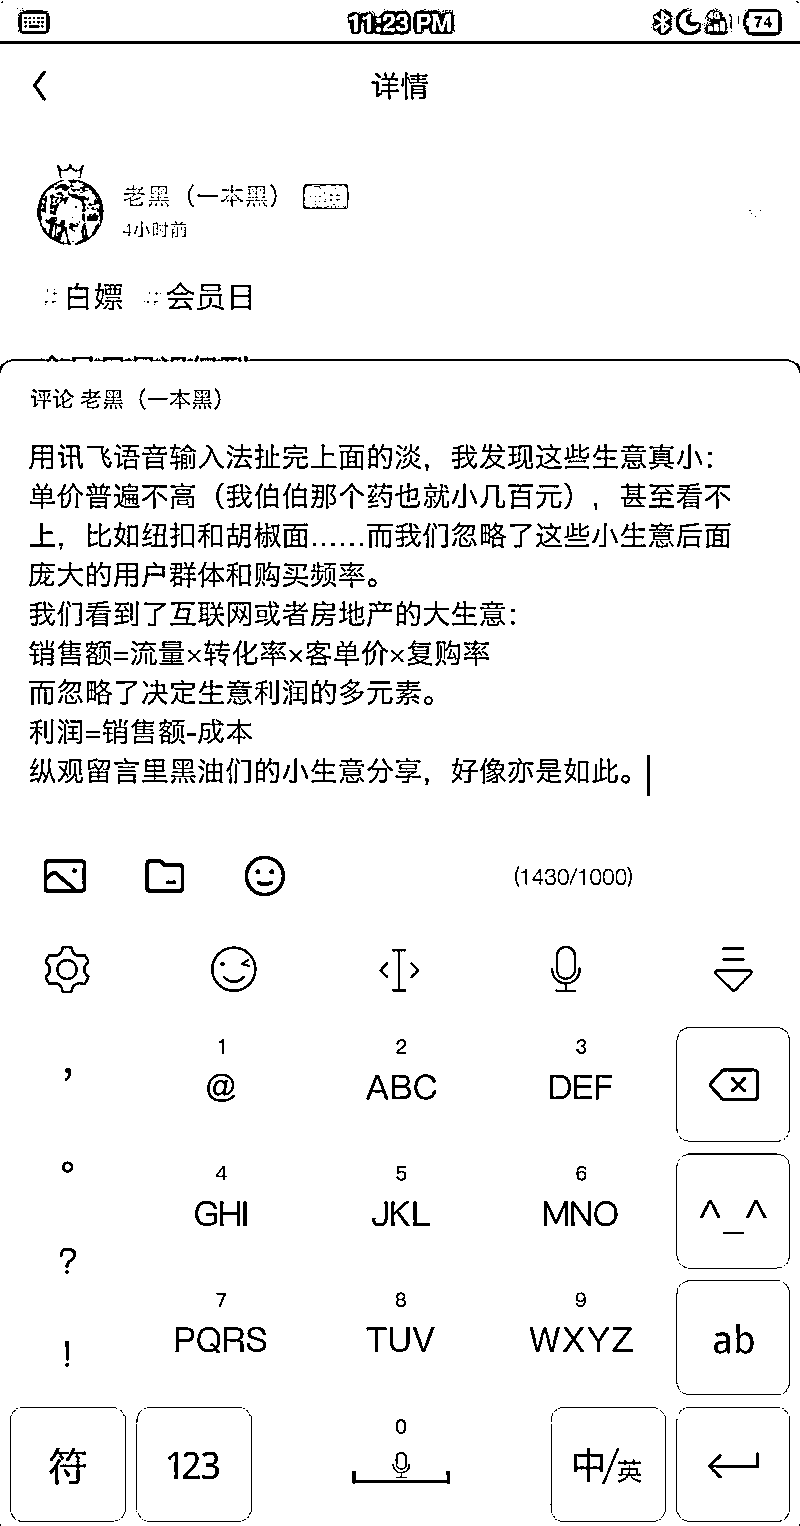 11:23 PM
74
详情
老黑（一本黑）
4小时前
#白嫖 #会员日
评论 老黑（一本黑）
用讯飞语音输入法扯完上面的淡，我发现这些生意真小：
单价普遍不高（我伯伯那个药也就小几百元），甚至看不
上，比如纽扣和胡椒面……而我们忽略了这些小生意后面
庞大的用户群体和购买频率。
我们看到了互联网或者房地产的大生意：
销售额=流量×转化率×客单价×复购率
而忽略了决定生意利润的多元素。
利润=销售额-成本
纵观留言里黑油们的小生意分享，好像亦是如此。
(1430/1000)
， 1 2 3
@ ABC DEF
。 4 5 6
GHI JKL MNO ^_^
？ 7 8 9
PQRS TUV WXYZ ab
！
0
符 123 中/英